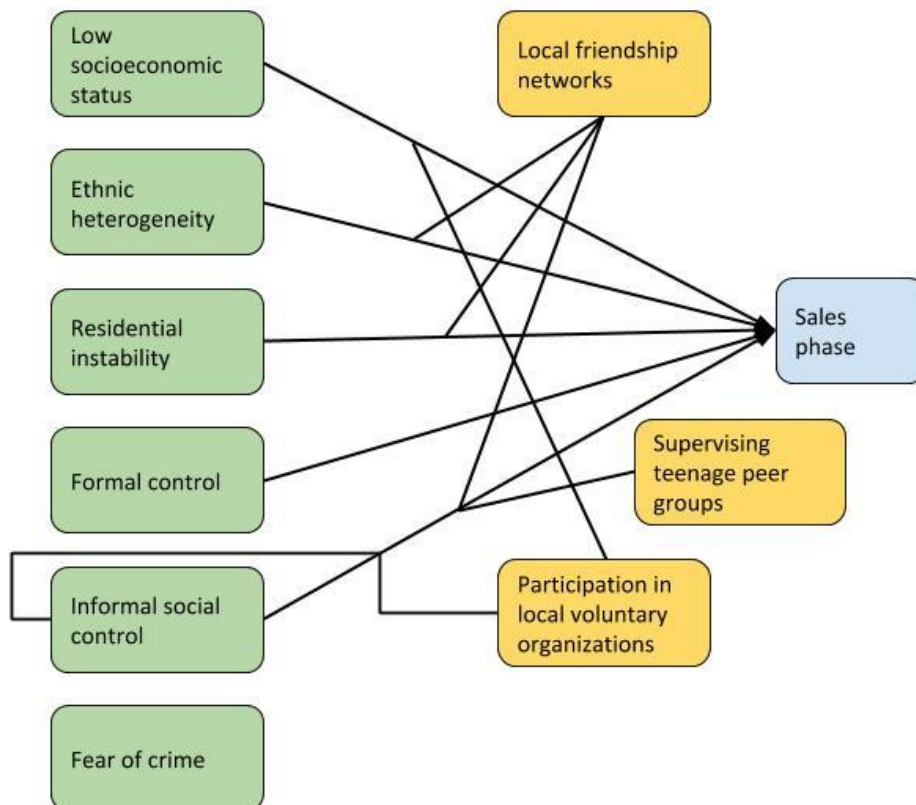 Low
socioeconomic
status
Local friendship
networks
Ethnic
heterogeneity
Residential
instability
Sales
phase
Formal control
Supervising
teenage peer
groups
Informal social
control
Participation in
local voluntary
organizations
Fear of crime